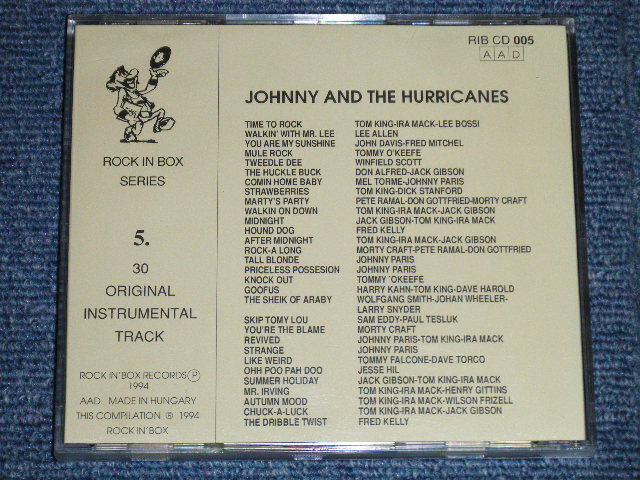 RIB CD 005
AAD
JOHNNY AND THE HURRICANES
TIME TO ROCK TOM KING-IRA MACK-LEE BOSSI
WALKIN' WITH MR. LEE LEE ALLEN
YOU ARE MY SUNSHINE JOHN DAVIS-FRED MITCHEL
MULE ROCK TOMMY O'KEEFE
TWEEDLE DEE WINFIELD SCOTT
THE HUCKLE BUCK DON ALFRED-JACK GIBSON
COMIN HOME BABY MEL TORME-JOHNNY PARIS
STRAWBERRIES TOM KING-DICK STANFORD
MARTY'S PARTY PETE RAMAL-DON GOTTFRIED-MORTY CRAFT
WALKIN ON DOWN TOM KING-IRA MACK-JACK GIBSON
MIDNIGHT JACK GIBSON-TOM KING-IRA MACK
HOUND DOG FRED KELLY
AFTER MIDNIGHT TOM KING-IRA MACK-JACK GIBSON
ROCK-A LONG MORTY CRAFT-PETE RAMAL-DON GOTTFRIED
TALL BLONDE JOHNNY PARIS
PRICELESS POSSESION JOHNNY PARIS
KNOCK OUT TOMMY ´OKEEFE
GOOFUS HARRY KAHN-TOM KING-DAVE HAROLD
THE SHEIK OF ARABY WOLFGANG SMITH-JOHAN WHEELER-
LARRY SNYDER
SKIP TOMY LOU SAM EDDY-PAUL TESLUK
YOU'RE THE BLAME MORTY CRAFT
REVIVED JOHNNY PARIS-TOM KING-IRA MACK
STRANGE JOHNNY PARIS
LIKE WEIRD TOMMY FALCONE-DAVE TORCO
OHH POO PAH DOO JESSE HIL
SUMMER HOLIDAY JACK GIBSON-TOM KING-IRA MACK
MR. IRVING TOM KING-IRA MACK-HENRY GITTINS
AUTUMN MOOD TOM KING-IRA MACK-WILSON FRIZELL
CHUCK-A-LUCK TOM KING-IRA MACK-JACK GIBSON
THE DRIBBLE TWIST FRED KELLY
ROCK IN BOX
SERIES
5.
30
ORIGINAL
INSTRUMENTAL
TRACK
ROCK IN'BOX RECORDS Ⓟ
1994
AAD MADE IN HUNGARY
THIS COMPILATION ® 1994
ROCK IN'BOX